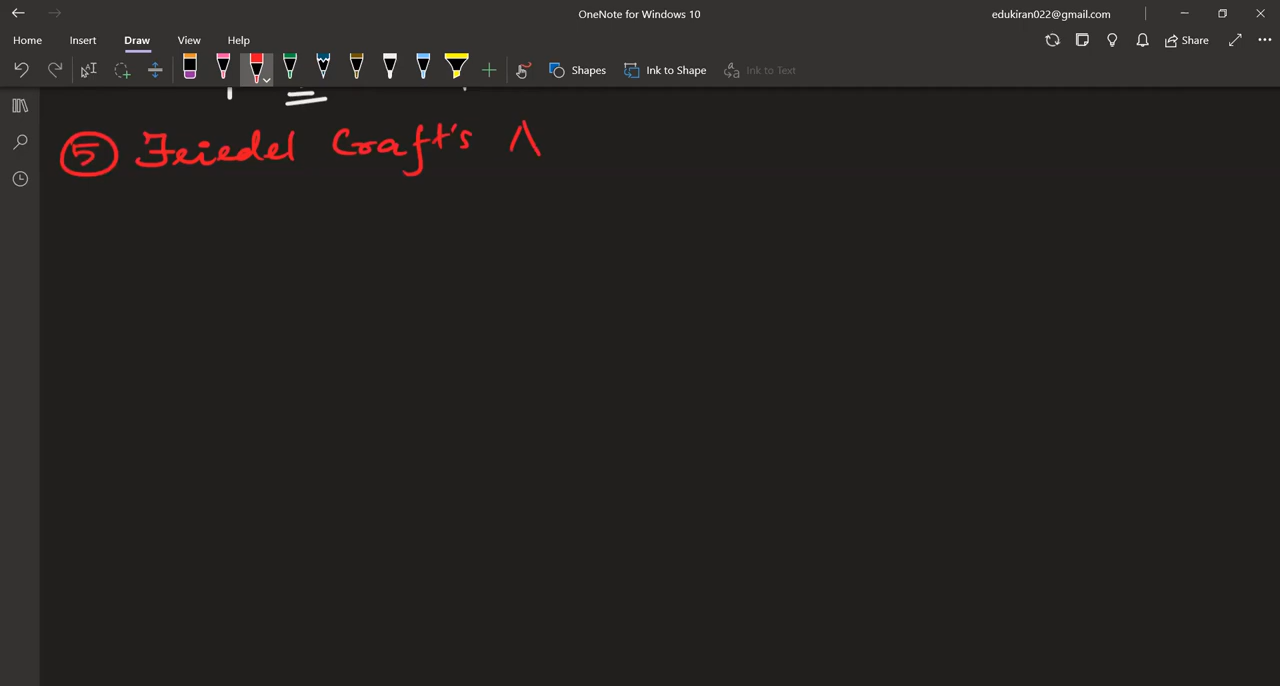 OneNote for Windows 10
edukiran022@gmail.com
Home Insert Draw View Help
Share
Shapes
Ink to Shape
Ink to Text
5 Friedel Craft's